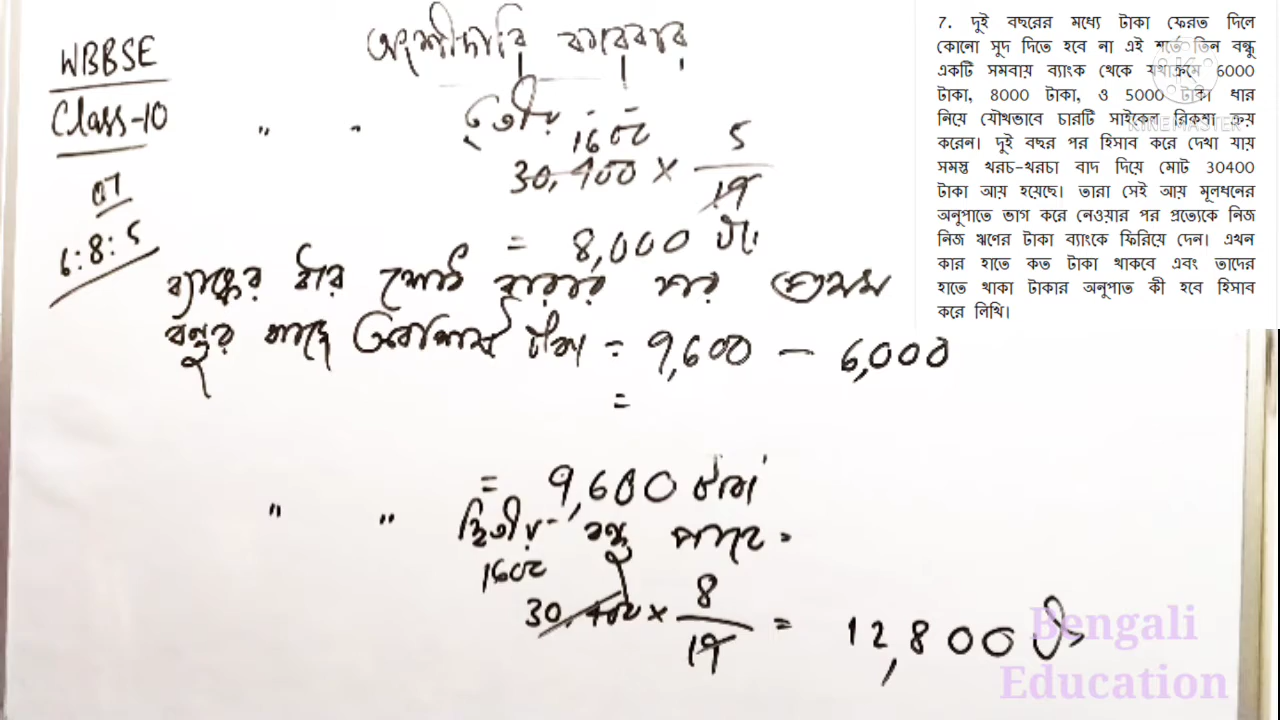 WBBSE
Class-10
07
6:8:5
অংশীদারি কারবার
" " তৃতীয়
1600
30,400 × 5/19
= 8,000 টাঃ
ব্যাঙ্কের ধার শোধ করার পর প্রথম
বন্ধুর কাছে অবশিষ্ট টাকা = 9,600 — 6,000
=
= 9,600 টাকা
" " দ্বিতীয় বন্ধু পাবে =
1600
30,400 × 8/19 = 12,800 টাঃ
7. দুই বছরের মধ্যে টাকা ফেরত দিলে
কোনো সুদ দিতে হবে না এই শর্তে তিন বন্ধু
একটি সমবায় ব্যাংক থেকে যথাক্রমে 6000
টাকা, 8000 টাকা, ও 5000 টাকা ধার
নিয়ে যৌথভাবে চারটি সাইকেল রিকশা ক্রয়
করেন। দুই বছর পর হিসাব করে দেখা যায়
সমস্ত খরচ-খরচা বাদ দিয়ে মোট 30400
টাকা আয় হয়েছে। তারা সেই আয় মূলধনের
অনুপাতে ভাগ করে নেওয়ার পর প্রত্যেকে নিজ
নিজ ঋণের টাকা ব্যাংকে ফিরিয়ে দেন। এখন
কার হাতে কত টাকা থাকবে এবং তাদের
হাতে থাকা টাকার অনুপাত কী হবে হিসাব
করে লিখি।
KINEMASTER
Bengali
Education